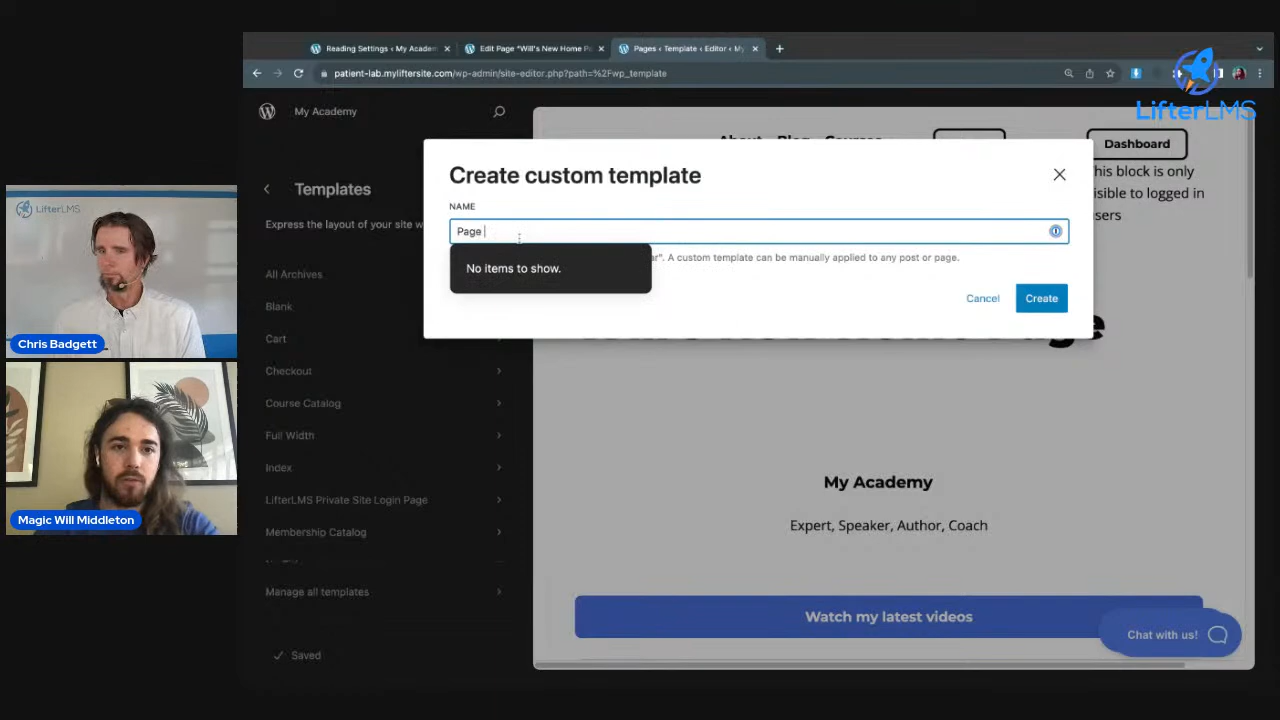 Reading Settings ‹ My Academ
Edit Page "Will's New Home P
Pages ‹ Template ‹ Editor ‹ My
patient-lab.myliftersite.com/wp-admin/site-editor.php?path=%2Fwp_template
LifterLMS
My Academy
Templates
Express the layout of your site w
All Archives
Blank
Cart
Checkout
Course Catalog
Full Width
Index
LifterLMS Private Site Login Page
Membership Catalog
Manage all templates
Saved
About Blog Courses
Dashboard
his block is only
isible to logged in
sers
Create custom template
NAME
Page
No items to show.
ar". A custom template can be manually applied to any post or page.
Cancel
Create
My Academy
Expert, Speaker, Author, Coach
Watch my latest videos
Chat with us!
LifterLMS
Chris Badgett
Magic Will Middleton